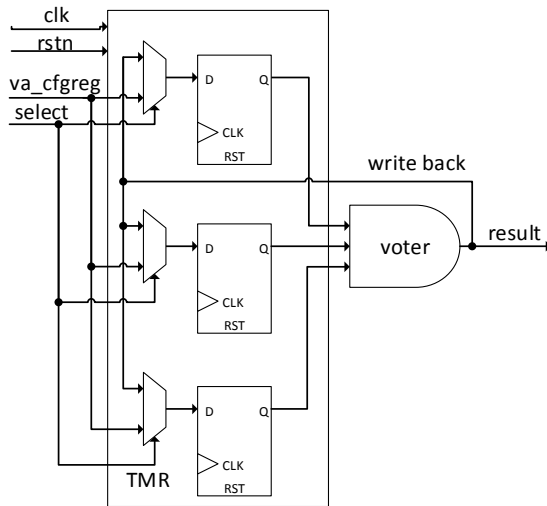 clk
rstn
va_cfgreg
select
D
Q
CLK
RST
write back
D
Q
CLK
RST
voter
result
D
Q
CLK
RST
TMR